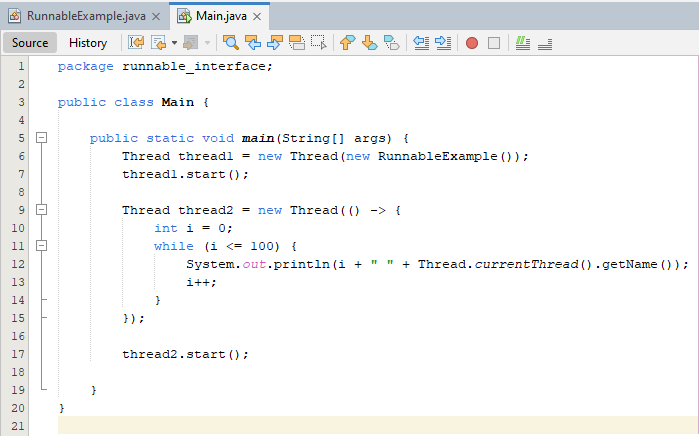 RunnableExample.java × Main.java ×
Source History
1 package runnable_interface;
2
3 public class Main {
4
5 public static void main(String[] args) {
6 Thread thread1 = new Thread(new RunnableExample());
7 thread1.start();
8
9 Thread thread2 = new Thread(() -> {
10 int i = 0;
11 while (i <= 100) {
12 System.out.println(i + " " + Thread.currentThread().getName());
13 i++;
14 }
15 });
16
17 thread2.start();
18
19 }
20 }
21